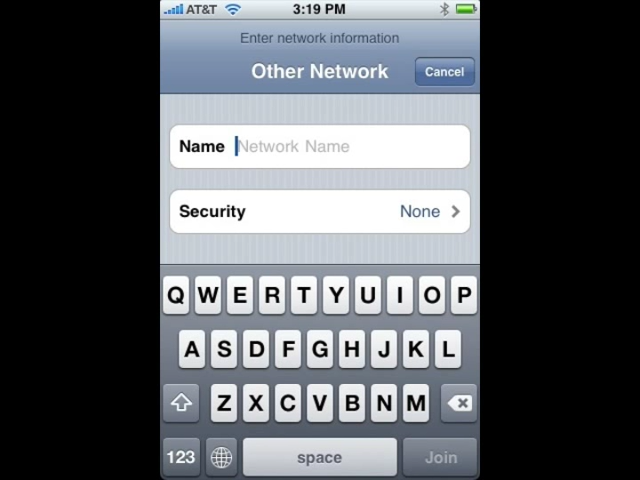 AT&T 3:19 PM
Enter network information
Other Network Cancel
Name Network Name
Security None
Q W E R T Y U I O P
A S D F G H J K L
Z X C V B N M
123 space Join